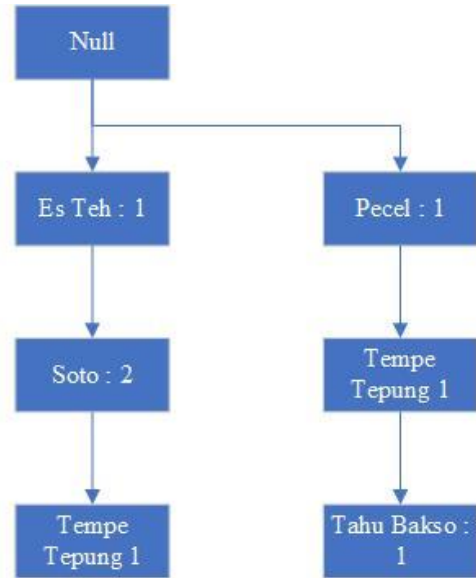 Null
Es Teh : 1
Pecel : 1
Soto : 2
Tempe
Tepung 1
Tempe
Tepung 1
Tahu Bakso :
1